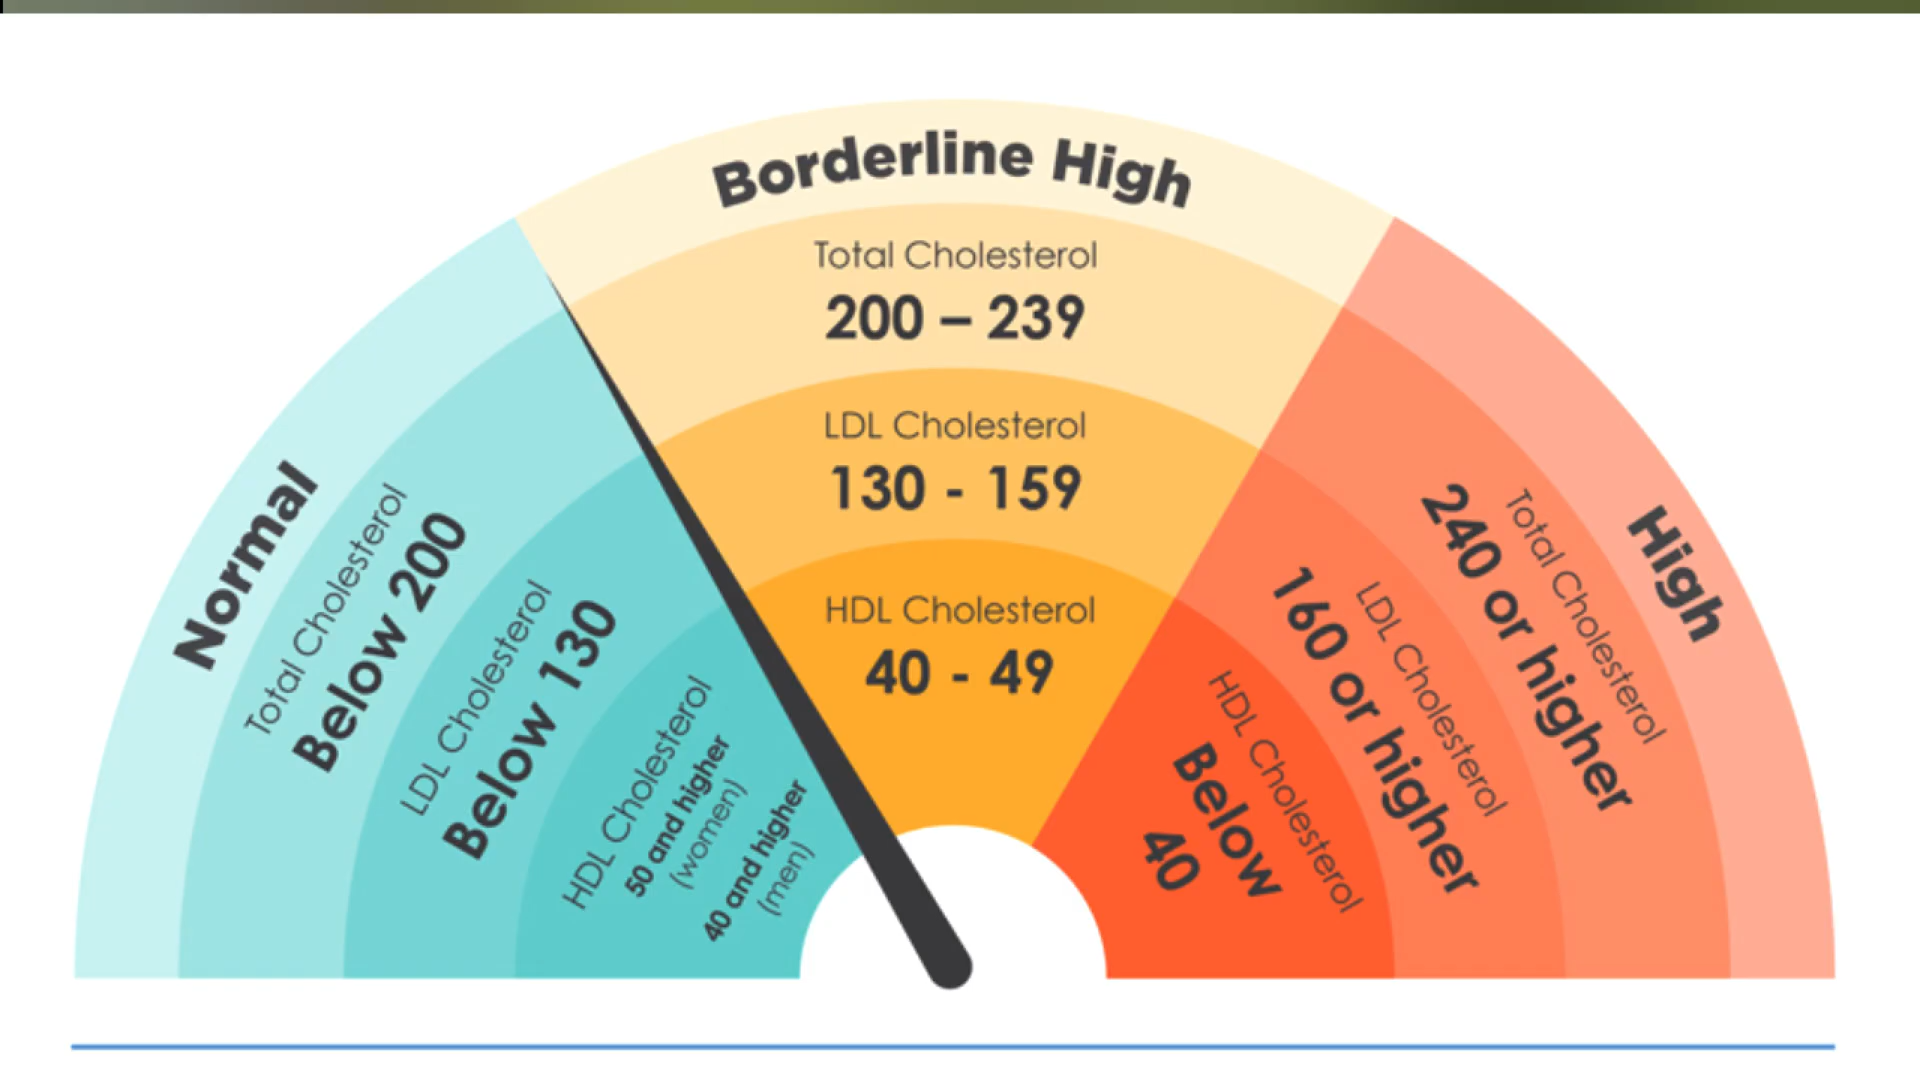 Normal
Total Cholesterol
Below 200
LDL Cholesterol
Below 130
HDL Cholesterol
50 and higher
(women)
40 and higher
(men)
Borderline High
Total Cholesterol
200 – 239
LDL Cholesterol
130 - 159
HDL Cholesterol
40 - 49
High
Total Cholesterol
240 or higher
LDL Cholesterol
160 or higher
HDL Cholesterol
Below
40